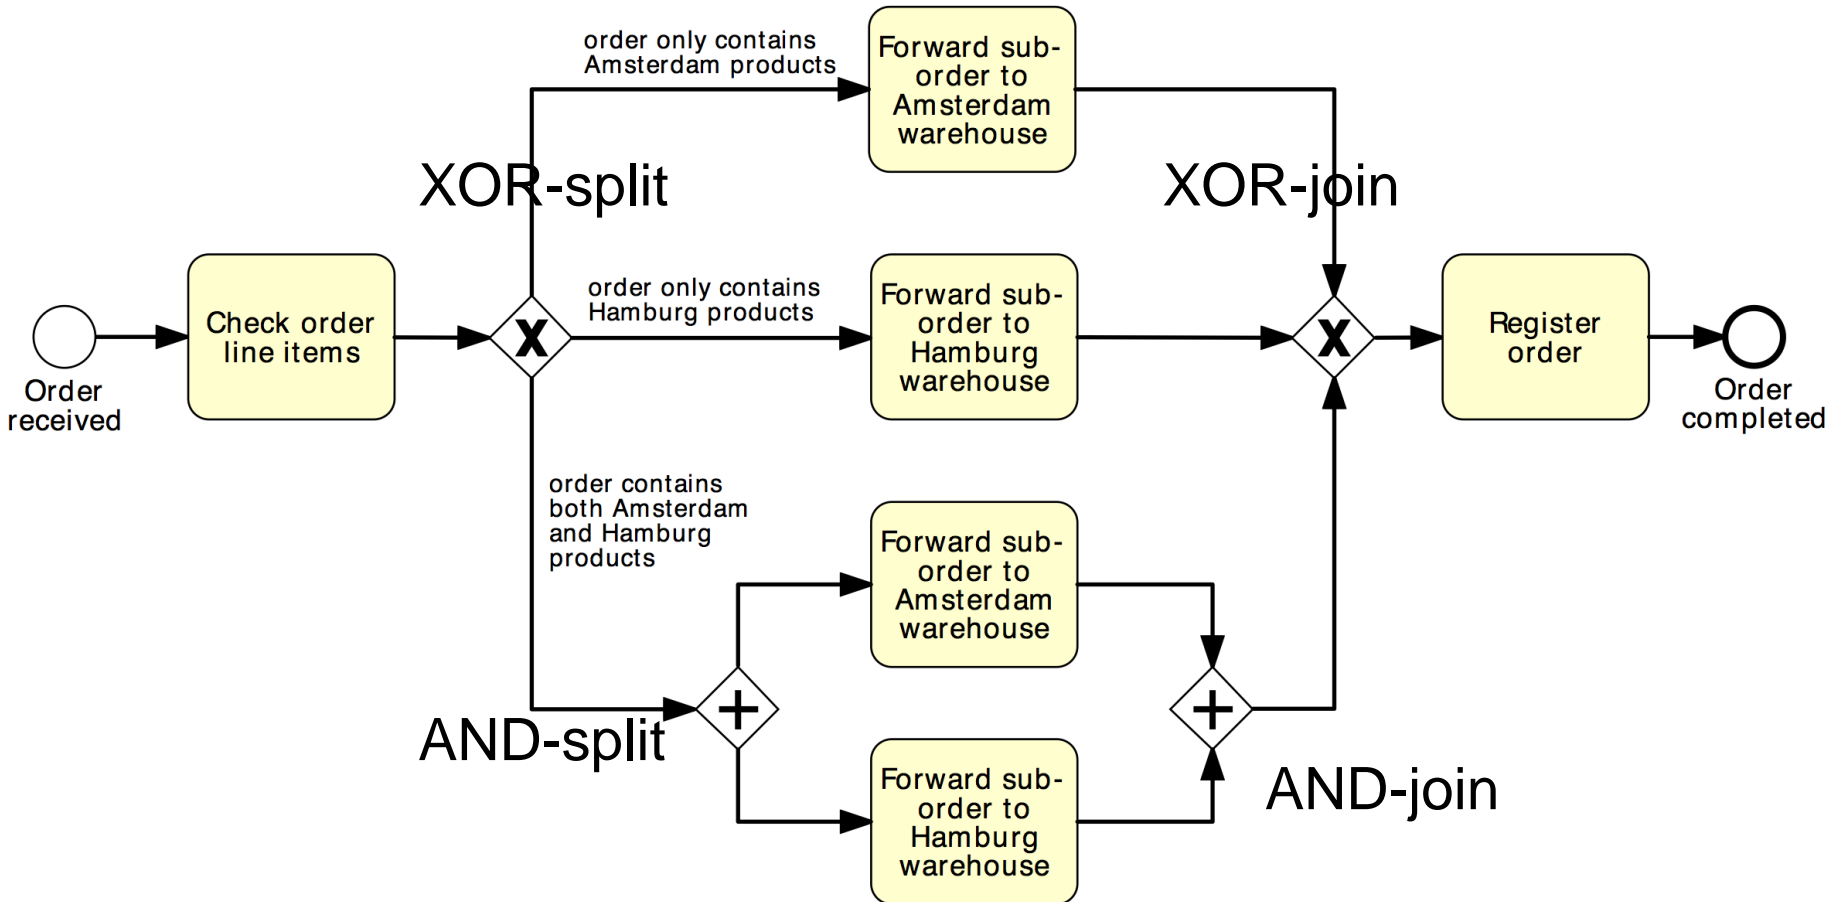 order only contains
Amsterdam products
Forward sub-
order to
Amsterdam
warehouse
XOR-split
XOR-join
Order
received
Check order
line items
X
order only contains
Hamburg products
Forward sub-
order to
Hamburg
warehouse
X
Register
order
Order
completed
order contains
both Amsterdam
and Hamburg
products
Forward sub-
order to
Amsterdam
warehouse
+
+
AND-split
AND-join
Forward sub-
order to
Hamburg
warehouse